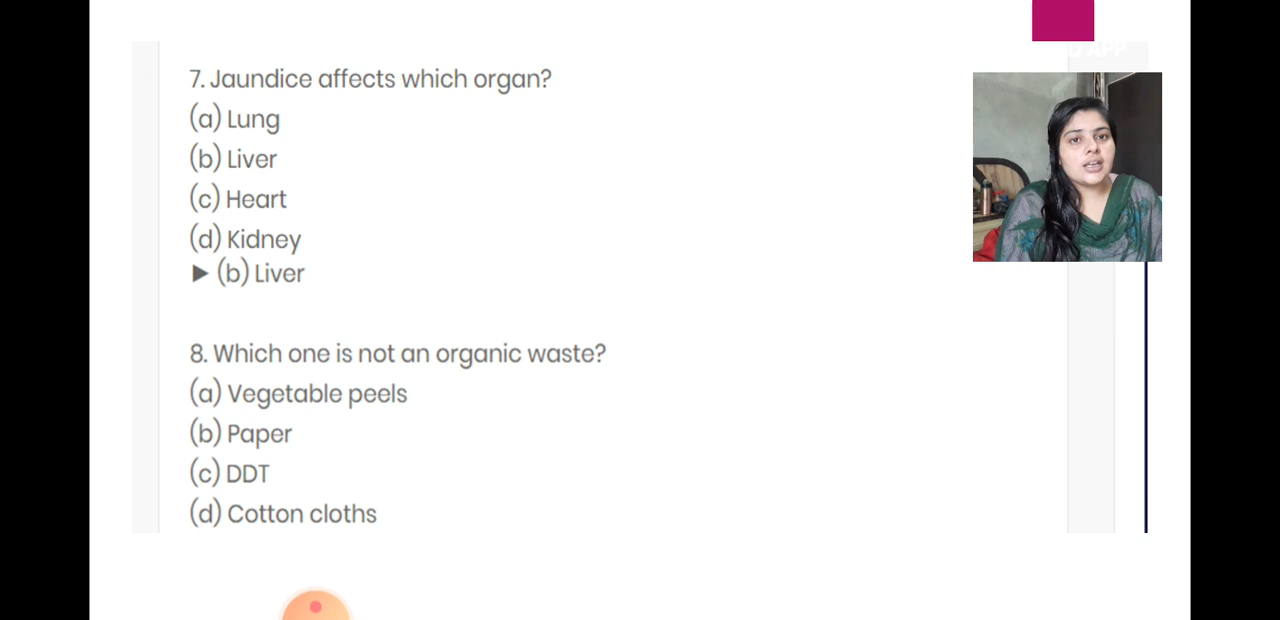 D APP
7. Jaundice affects which organ?
(a) Lung
(b) Liver
(c) Heart
(d) Kidney
▶ (b) Liver
8. Which one is not an organic waste?
(a) Vegetable peels
(b) Paper
(c) DDT
(d) Cotton cloths